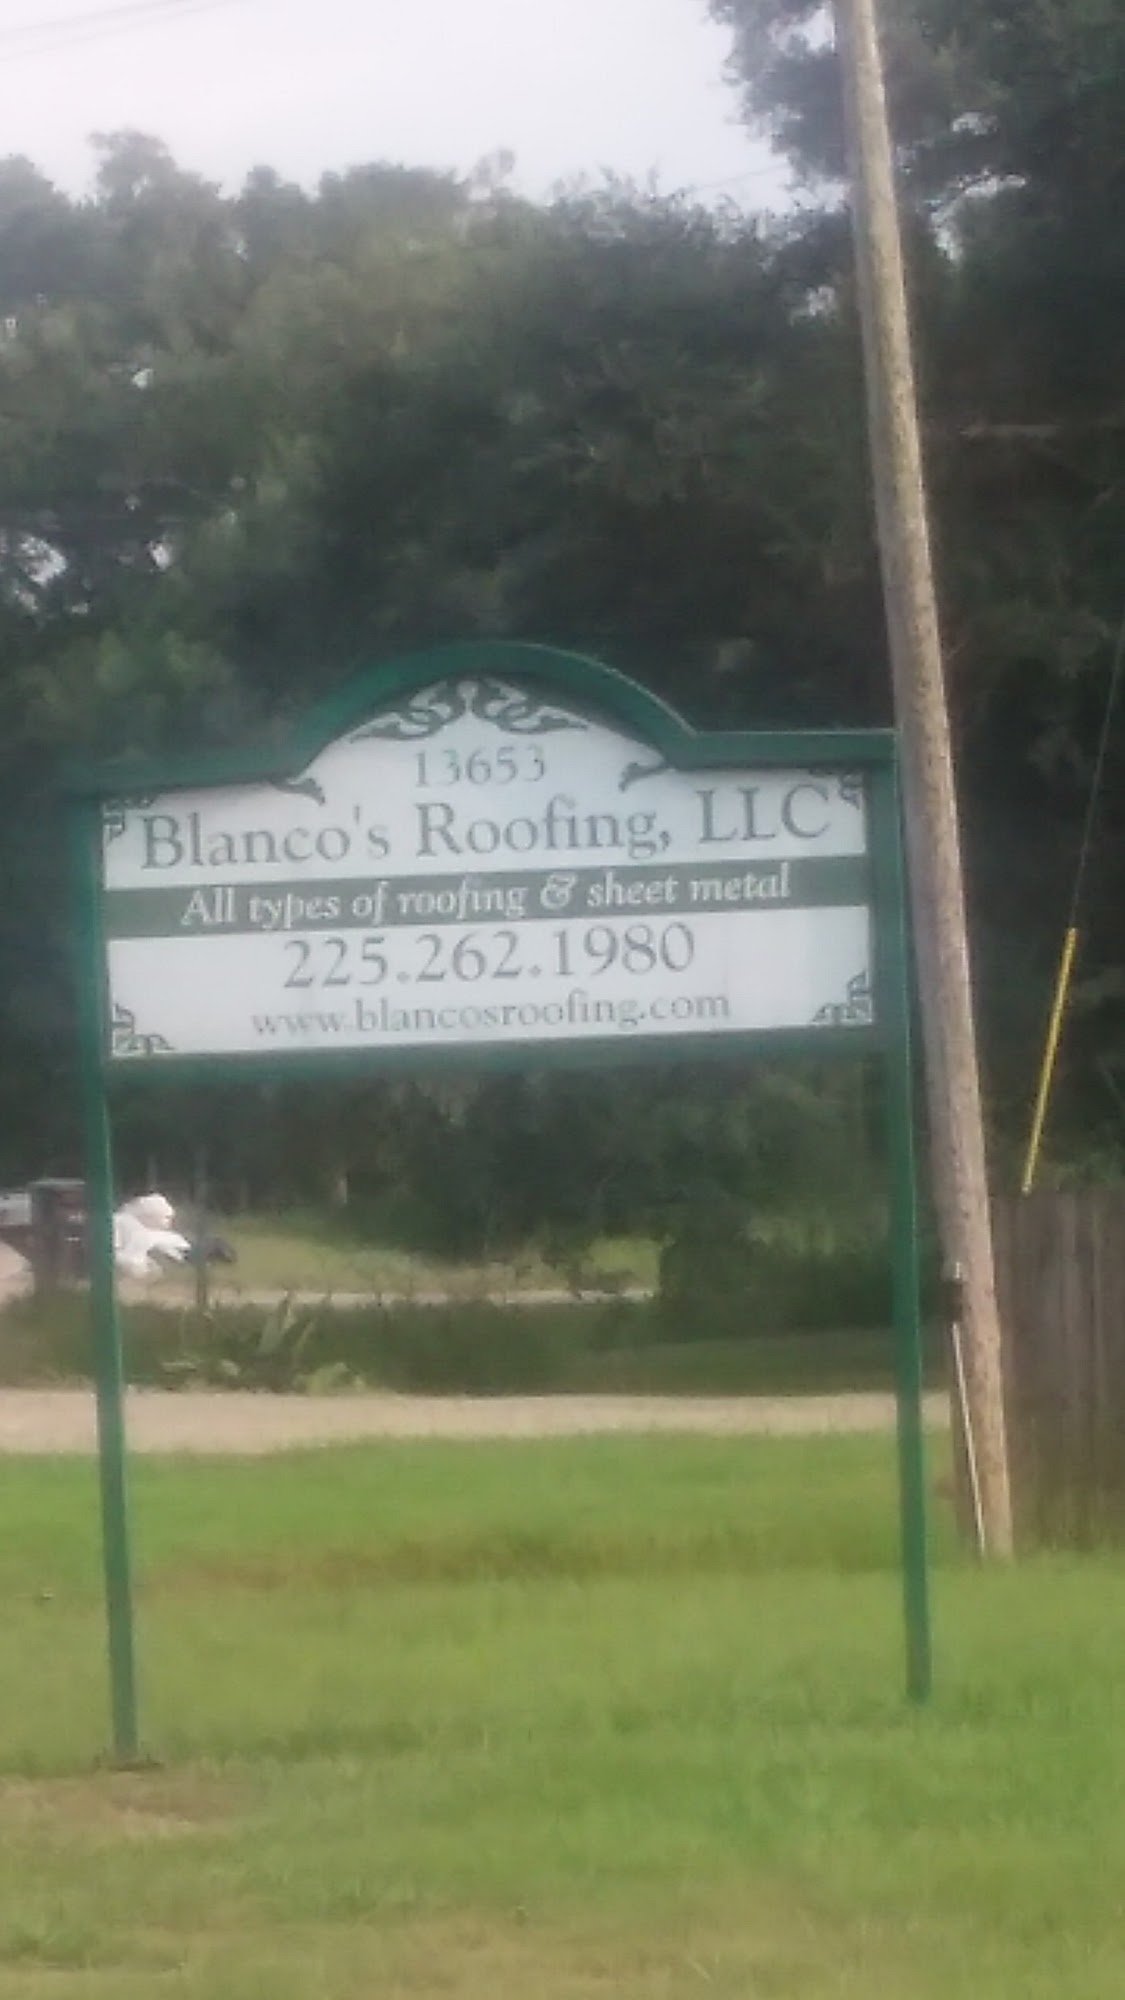 13653
Blanco's Roofing, LLC
All types of roofing & sheet metal
225.262.1980
www.blancosroofing.com